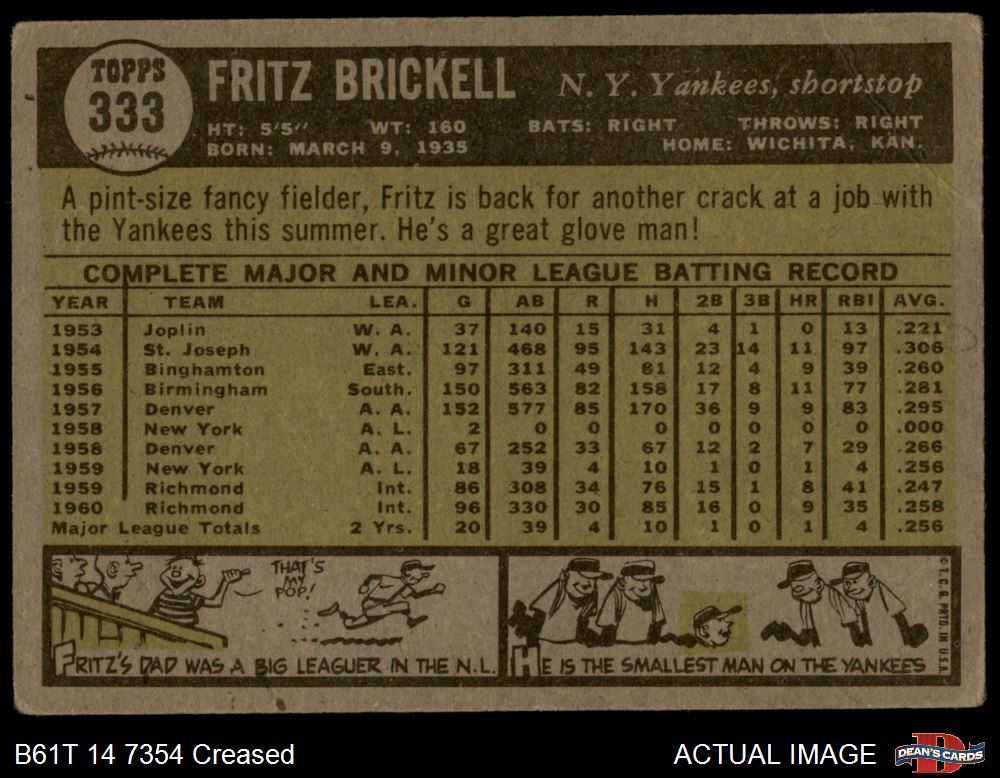 TOPPS
333
FRITZ BRICKELL N. Y. Yankees, shortstop
HT: 5'5" WT: 160 BATS: RIGHT THROWS: RIGHT
BORN: MARCH 9, 1935 HOME: WICHITA, KAN.
A pint-size fancy fielder, Fritz is back for another crack at a job with
the Yankees this summer. He's a great glove man!
COMPLETE MAJOR AND MINOR LEAGUE BATTING RECORD
YEAR TEAM LEA. G AB R H 2B 3B HR RBI AVG.
1953 Joplin W. A. 37 140 15 31 4 1 0 13 .221
1954 St. Joseph W. A. 121 468 95 143 23 14 11 97 .306
1955 Binghamton East. 97 311 49 81 12 4 9 39 .260
1956 Birmingham South. 150 563 82 158 17 8 11 77 .281
1957 Denver A. A. 152 577 85 170 36 9 9 83 .295
1958 New York A. L. 2 0 0 0 0 0 0 0 .000
1958 Denver A. A. 67 252 33 67 12 2 7 29 .266
1959 New York A. L. 18 39 4 10 1 0 1 4 .256
1959 Richmond Int. 86 308 34 76 15 1 8 41 .247
1960 Richmond Int. 96 330 30 85 16 0 9 35 .258
Major League Totals 2 Yrs. 20 39 4 10 1 0 1 4 .256
THAT'S
MY
POP!
FRITZ'S DAD WAS A BIG LEAGUER IN THE N.L.
HE IS THE SMALLEST MAN ON THE YANKEES
© T. C. G. PRTD. IN U.S.A.
B61T 14 7354 Creased ACTUAL IMAGE
DEAN'S CARDS